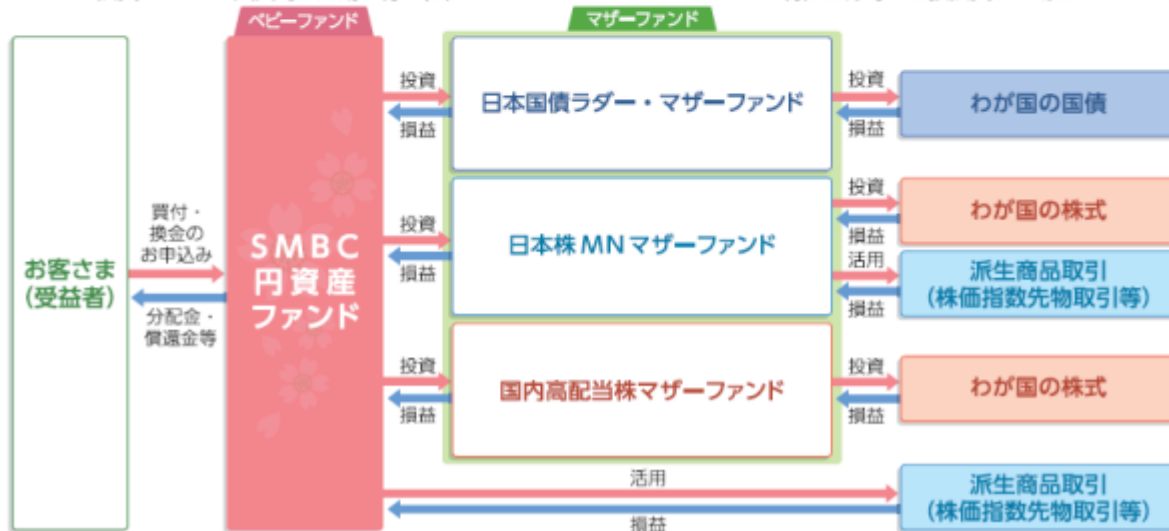 ベビーファンド
マザーファンド
お客さま
(受益者)
買付・
換金の
お申込み
分配金・
償還金等
SMBC
円資産
ファンド
投資
損益
日本国債ラダー・マザーファンド
投資
損益
わが国の国債
投資
損益
日本株MNマザーファンド
投資
損益
わが国の株式
活用
損益
派生商品取引
(株価指数先物取引等)
投資
損益
国内高配当株マザーファンド
投資
損益
わが国の株式
活用
損益
派生商品取引
(株価指数先物取引等)